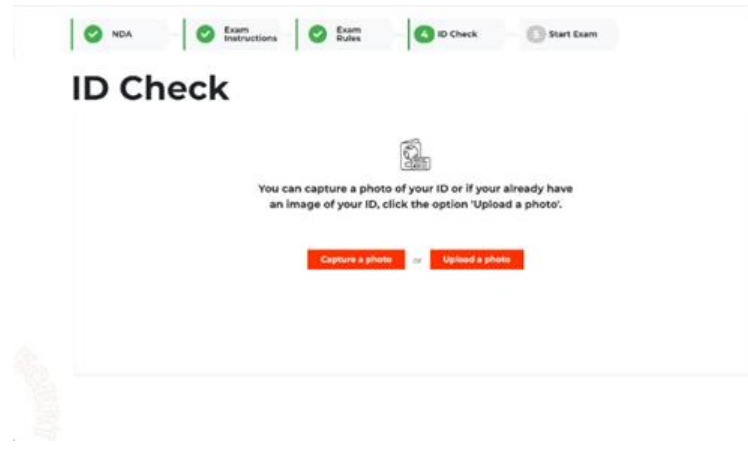 NDA
Exam
Instructions
Exam
Rules
4 ID Check
5 Start Exam
ID Check
You can capture a photo of your ID or if your already have
an image of your ID, click the option 'Upload a photo'.
Capture a photo or Upload a photo